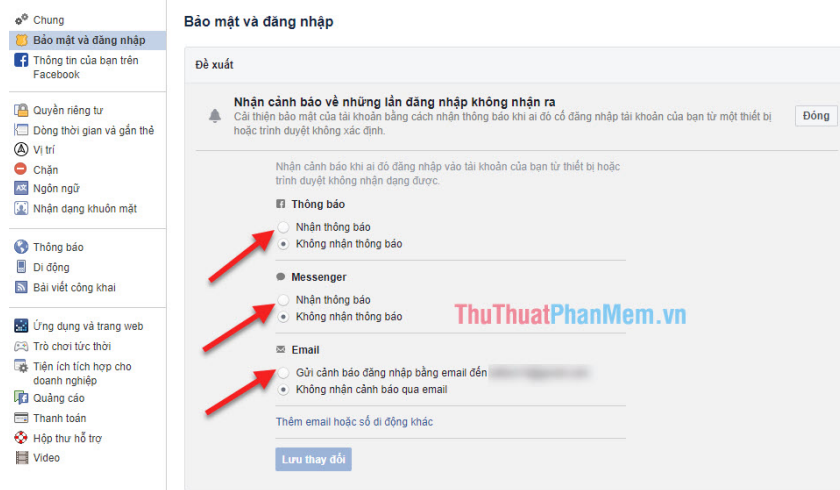 Chung
Bảo mật và đăng nhập
Thông tin của bạn trên
Facebook
Quyền riêng tư
Dòng thời gian và gắn thẻ
Vị trí
Chặn
Ngôn ngữ
Nhận dạng khuôn mặt
Thông báo
Di động
Bài viết công khai
Ứng dụng và trang web
Trò chơi tức thời
Tiện ích tích hợp cho
doanh nghiệp
Quảng cáo
Thanh toán
Hộp thư hỗ trợ
Video
Bảo mật và đăng nhập
Đề xuất
Nhận cảnh báo về những lần đăng nhập không nhận ra
Cải thiện bảo mật của tài khoản bằng cách nhận thông báo khi ai đó cố đăng nhập tài khoản của bạn từ một thiết bị
hoặc trình duyệt không xác định.
Đóng
Nhận cảnh báo khi ai đó đăng nhập vào tài khoản của bạn từ thiết bị hoặc
trình duyệt không nhận dạng được.
Thông báo
Nhận thông báo
Không nhận thông báo
Messenger
Nhận thông báo
Không nhận thông báo
ThuThuatPhanMem.vn
Email
Gửi cảnh báo đăng nhập bằng email đến
Không nhận cảnh báo qua email
Thêm email hoặc số di động khác
Lưu thay đổi